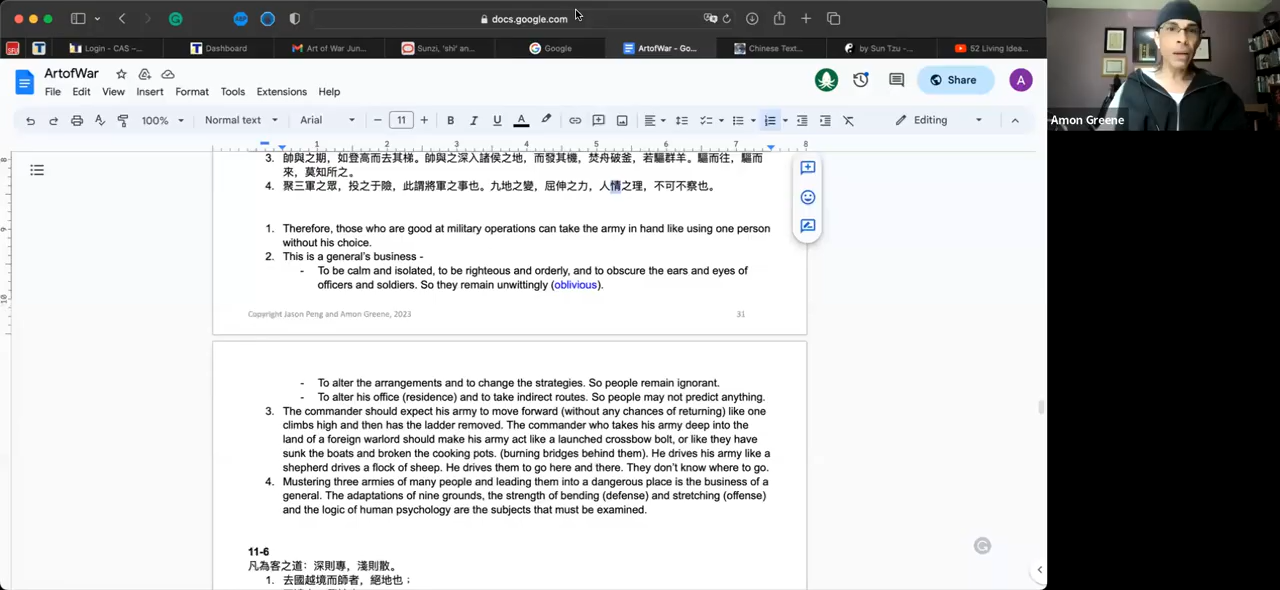 docs.google.com
Login - CAS –...
Dashboard
Art of War Jun...
Sunzi, 'shi' an...
Google
ArtofWar - Go...
Chinese Text...
by Sun Tzu -...
52 Living Idea...
ArtofWar
File Edit View Insert Format Tools Extensions Help
Share
A
100%
Normal text
Arial
11
Editing
1 2 3 4 5 6 7 8
3. 帥與之期，如登高而去其梯。帥與之深入諸侯之地，而發其機，焚舟破釜，若驅群羊。驅而往，驅而
來，莫知所之。
4. 聚三軍之眾，投之于險，此謂將軍之事也。九地之變，屈伸之力，人情之理，不可不察也。
1. Therefore, those who are good at military operations can take the army in hand like using one person
without his choice.
2. This is a general's business -
- To be calm and isolated, to be righteous and orderly, and to obscure the ears and eyes of
officers and soldiers. So they remain unwittingly (oblivious).
Copyright Jason Peng and Amon Greene, 2023 31
- To alter the arrangements and to change the strategies. So people remain ignorant.
- To alter his office (residence) and to take indirect routes. So people may not predict anything.
3. The commander should expect his army to move forward (without any chances of returning) like one
climbs high and then has the ladder removed. The commander who takes his army deep into the
land of a foreign warlord should make his army act like a launched crossbow bolt, or like they have
sunk the boats and broken the cooking pots. (burning bridges behind them). He drives his army like a
shepherd drives a flock of sheep. He drives them to go here and there. They don't know where to go.
4. Mustering three armies of many people and leading them into a dangerous place is the business of a
general. The adaptations of nine grounds, the strength of bending (defense) and stretching (offense)
and the logic of human psychology are the subjects that must be examined.
11-6
凡為客之道：深則專，淺則散。
1. 去國越境而師者，絕地也；
Amon Greene